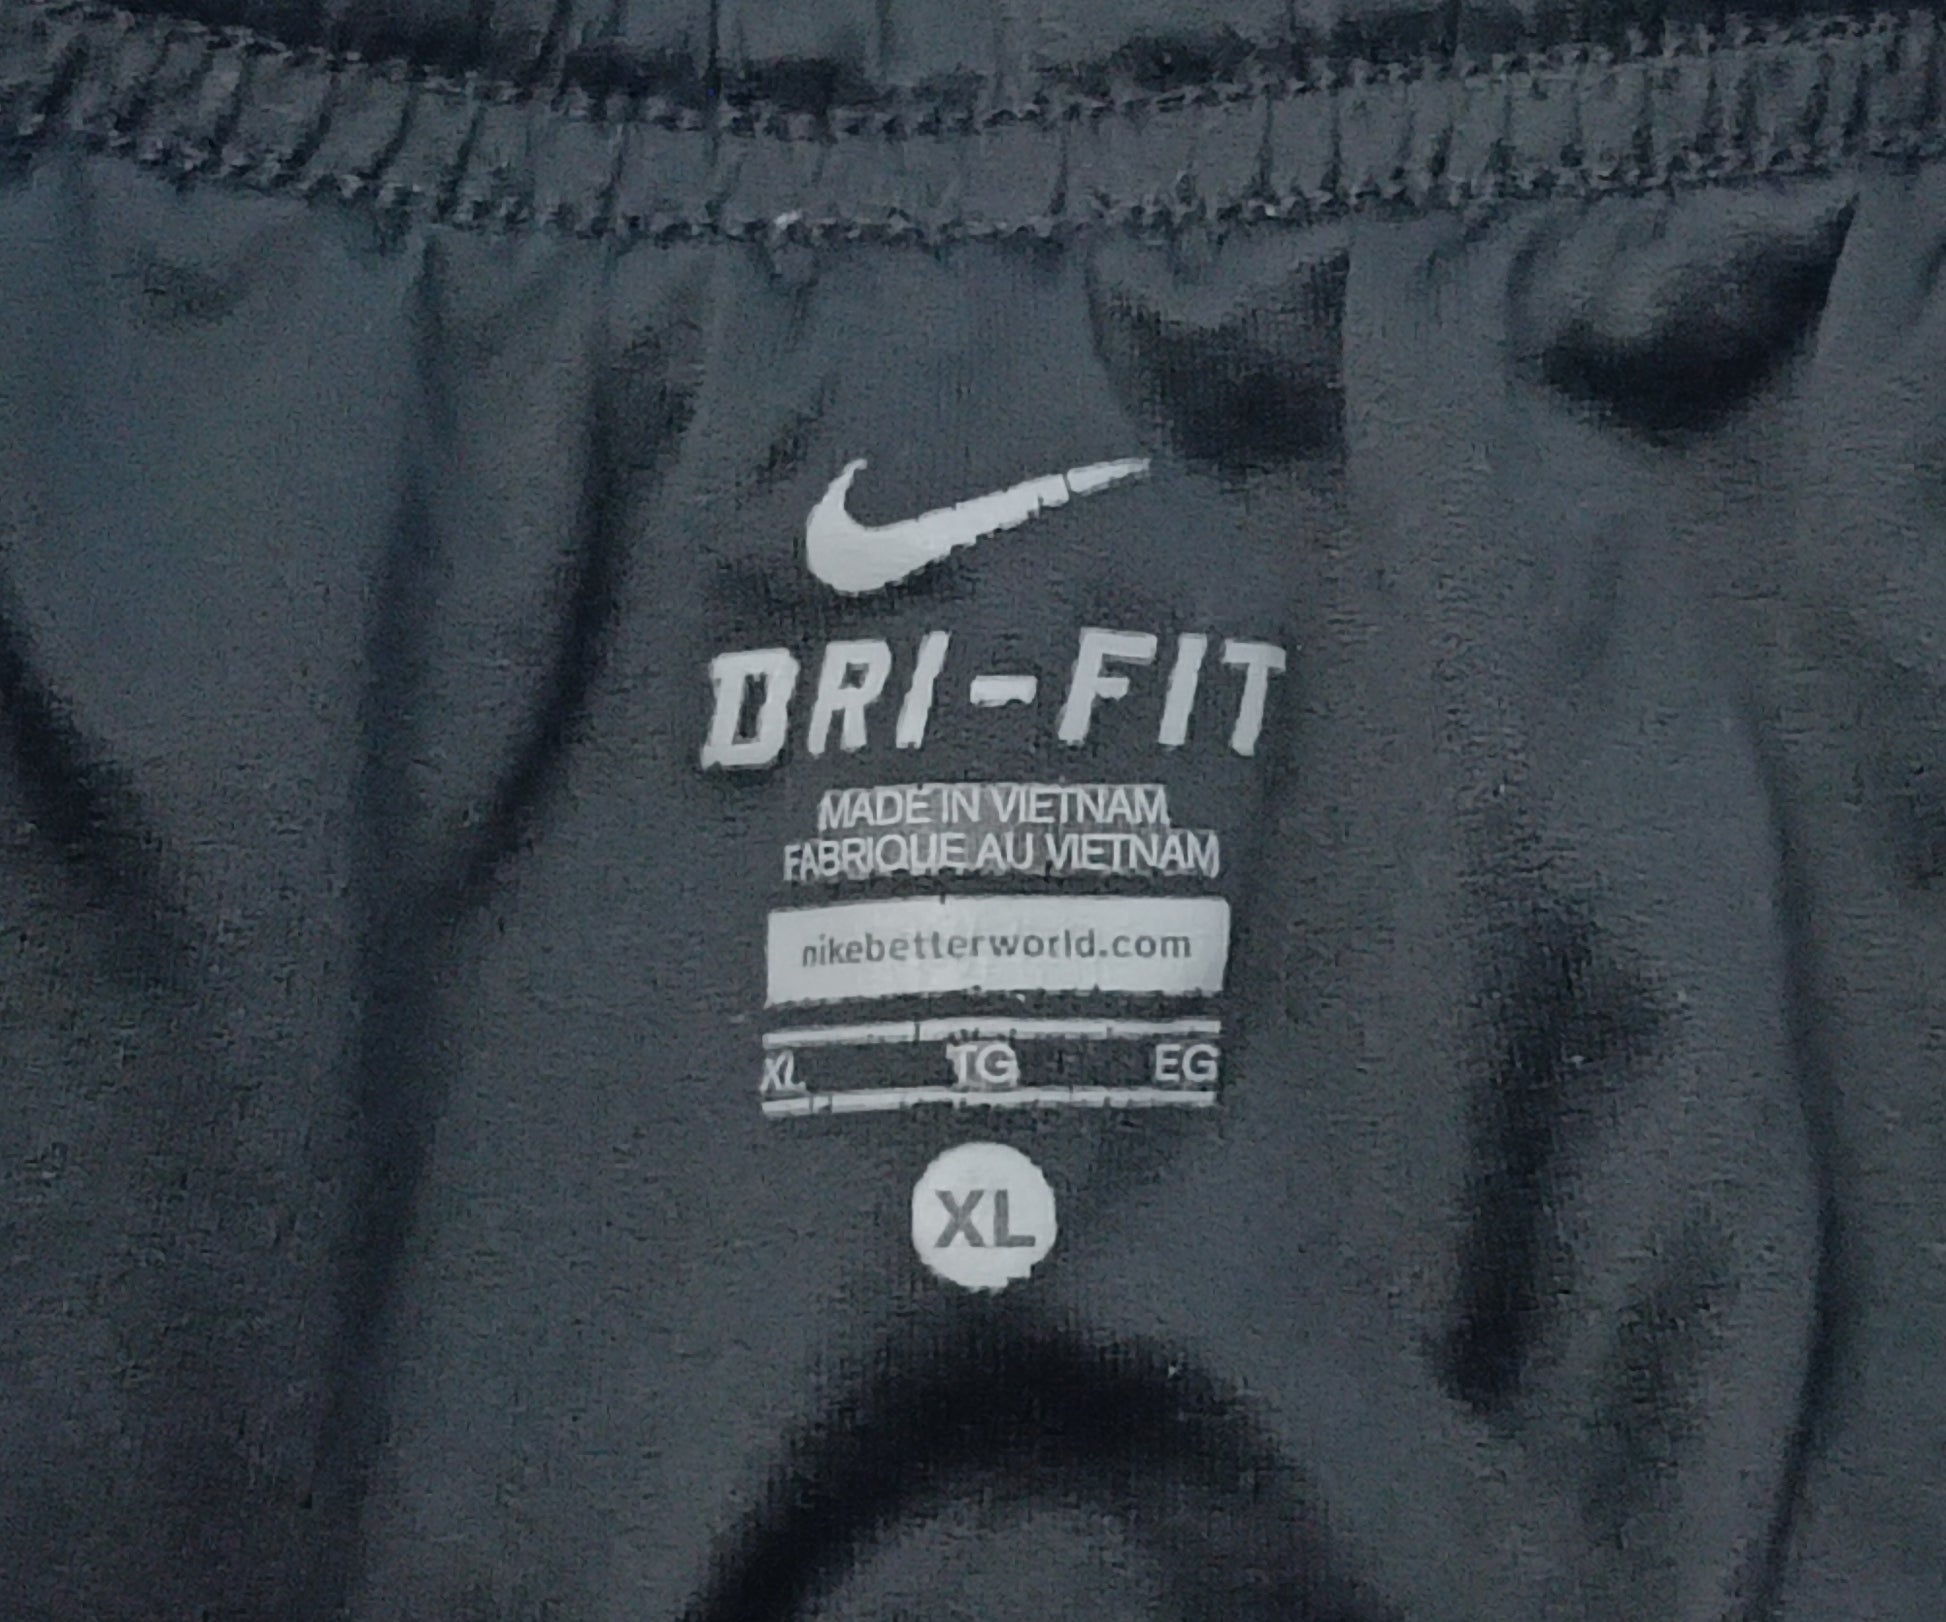 DRI-FIT
MADE IN VIETNAM
FABRIQUE AU VIETNAM
nikebetterworld.com
XL TG EG
XL